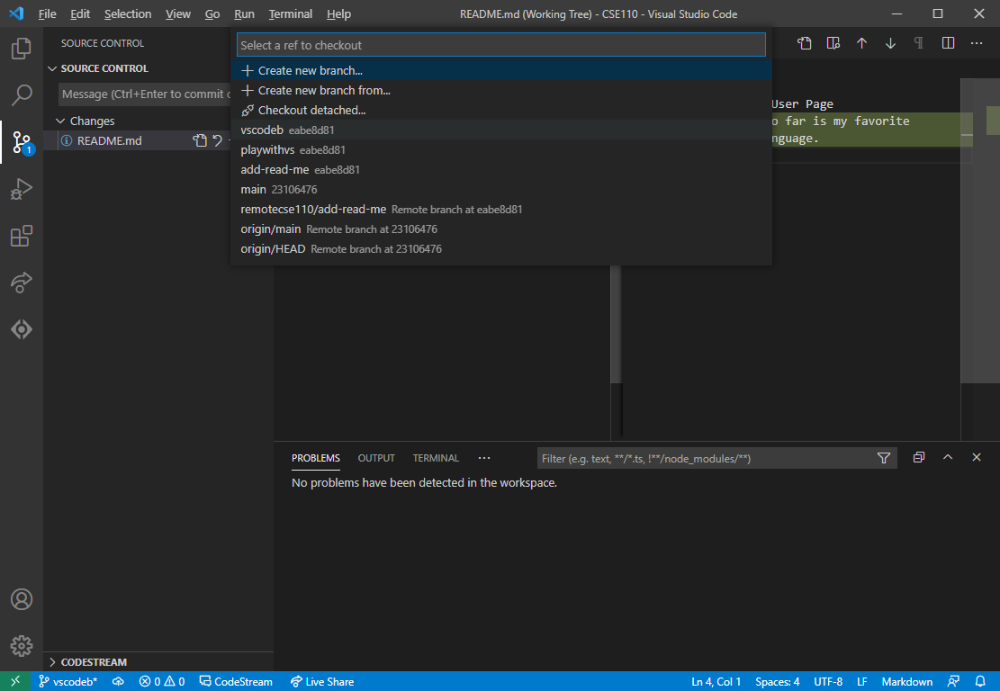 File Edit Selection View Go Run Terminal Help README.md (Working Tree) - CSE110 - Visual Studio Code
SOURCE CONTROL
SOURCE CONTROL
Message (Ctrl+Enter to commit
Changes
README.md
1
Select a ref to checkout
Create new branch...
Create new branch from...
Checkout detached...
vscodeb eabe8d81
playwithvs eabe8d81
add-read-me eabe8d81
main 23106476
remotecse110/add-read-me Remote branch at eabe8d81
origin/main Remote branch at 23106476
origin/HEAD Remote branch at 23106476
User Page
far is my favorite
PROBLEMS OUTPUT TERMINAL ··· Filter (e.g. text, **/*.ts, !**/node_modules/**)
No problems have been detected in the workspace.
CODESTREAM
vscodeb* 0 0 CodeStream Live Share Ln 4, Col 1 Spaces: 4 UTF-8 LF Markdown